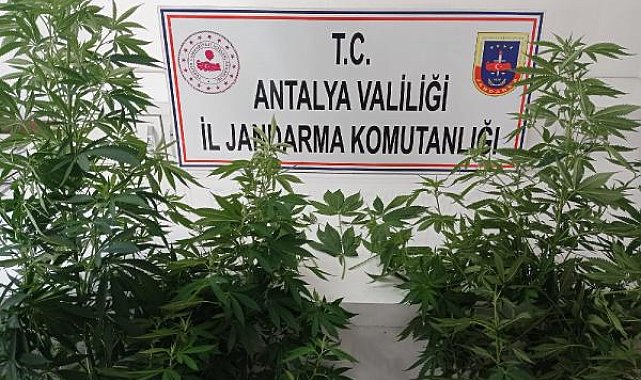 T.C.
ANTALYA VALİLİĞİ
İL JANDARMA KOMUTANLIĞI